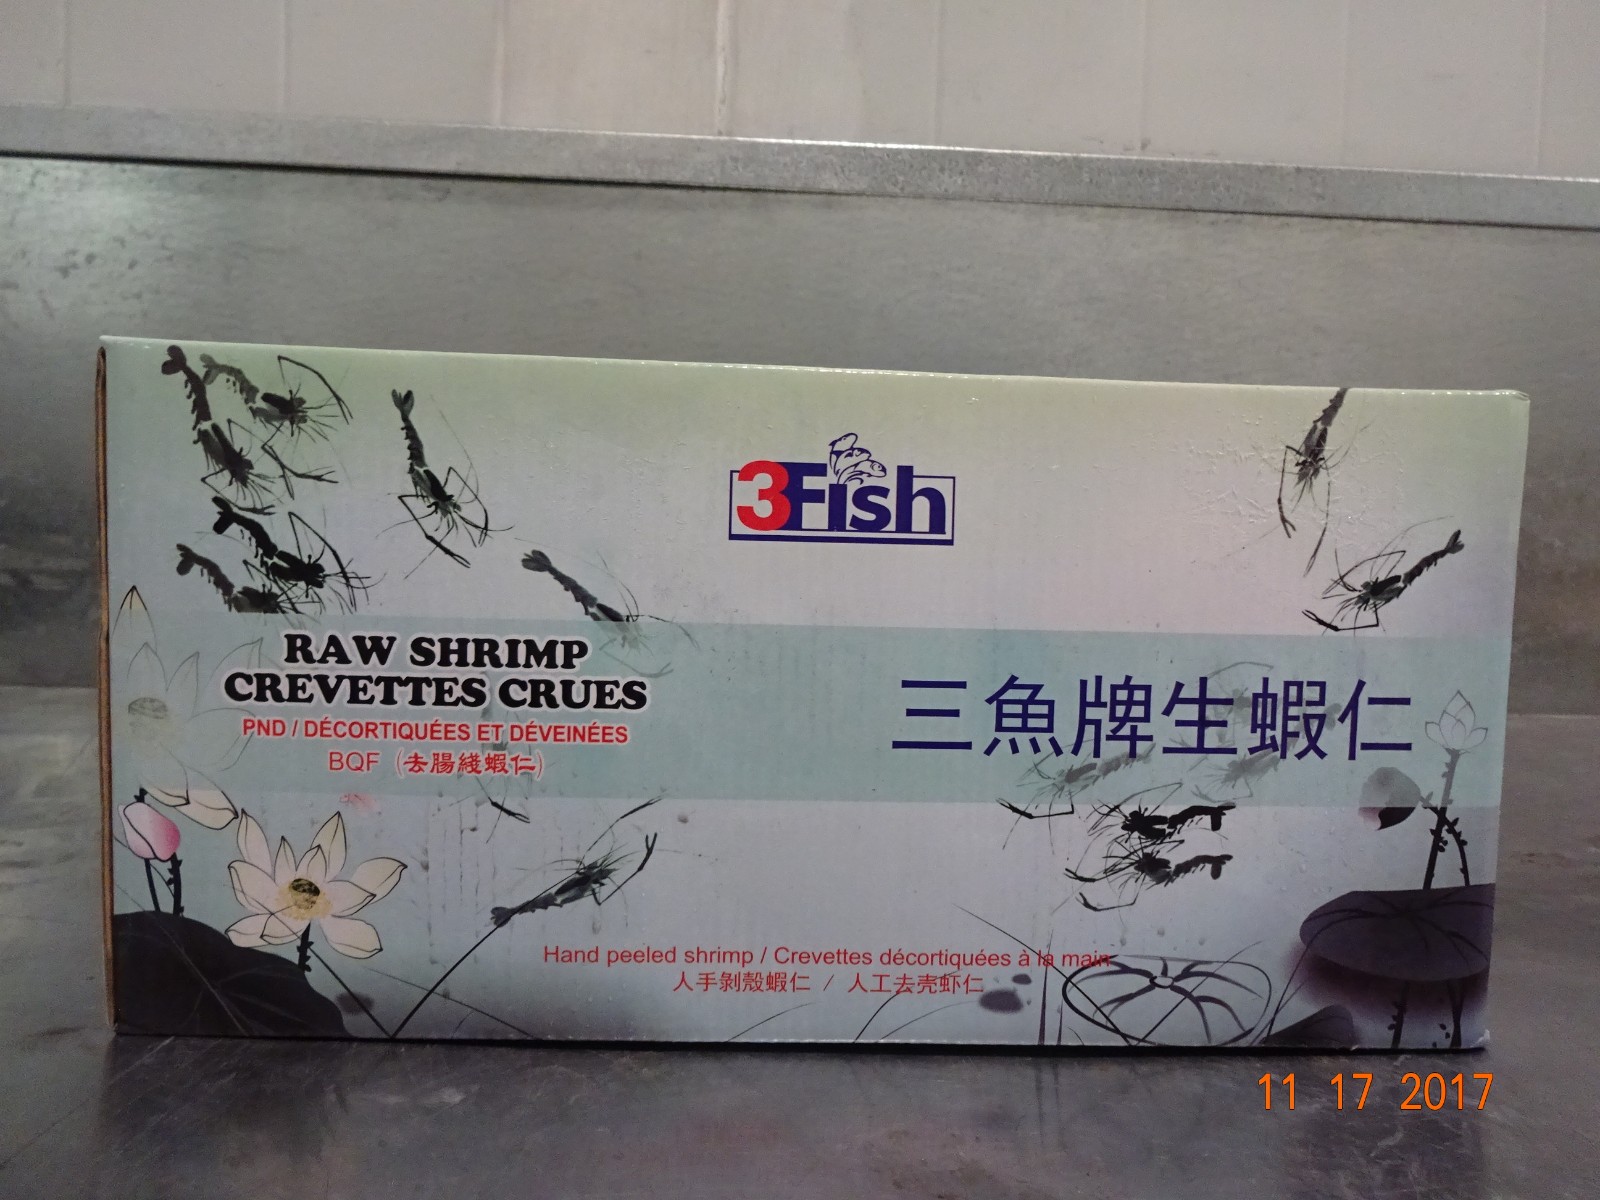 3Fish
RAW SHRIMP
CREVETTES CRUES
PND / DÉCORTIQUÉES ET DÉVEINÉES
BQF (去腸綫蝦仁)
三魚牌生蝦仁
Hand peeled shrimp / Crevettes décortiquées à la main
人手剝殼蝦仁 / 人工去壳虾仁
11 17 2017